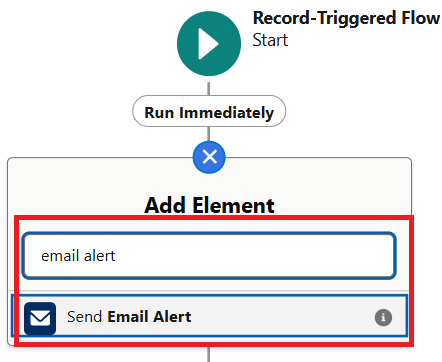 Record-Triggered Flow
Start
Run Immediately
Add Element
email alert
Send Email Alert